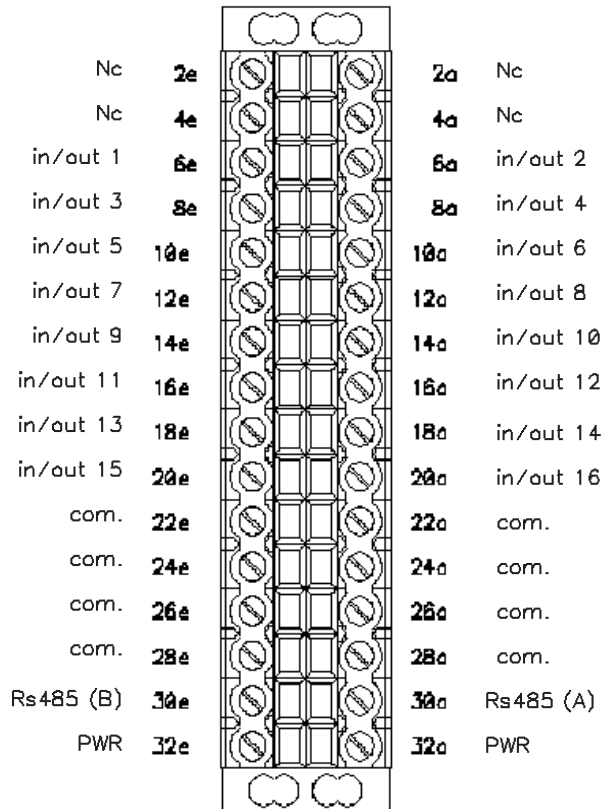 Nc 2e 2a Nc
Nc 4e 4a Nc
in/out 1 6e 6a in/out 2
in/out 3 8e 8a in/out 4
in/out 5 10e 10a in/out 6
in/out 7 12e 12a in/out 8
in/out 9 14e 14a in/out 10
in/out 11 16e 16a in/out 12
in/out 13 18e 18a in/out 14
in/out 15 20e 20a in/out 16
com. 22e 22a com.
com. 24e 24a com.
com. 26e 26a com.
com. 28e 28a com.
Rs485 (B) 30e 30a Rs485 (A)
PWR 32e 32a PWR